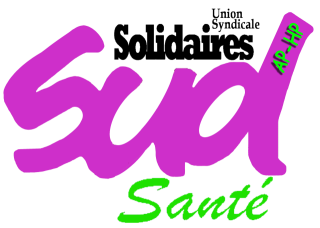 Union
Syndicale
Solidaires
Sud
AP-HP
Santé